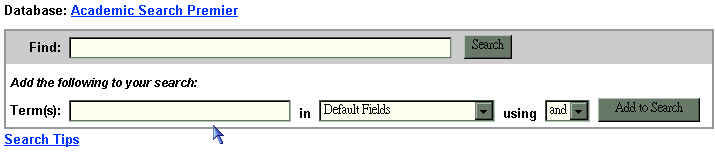 Database: Academic Search Premier
Find: Search
Add the following to your search:
Term(s): in Default Fields using and Add to Search
Search Tips